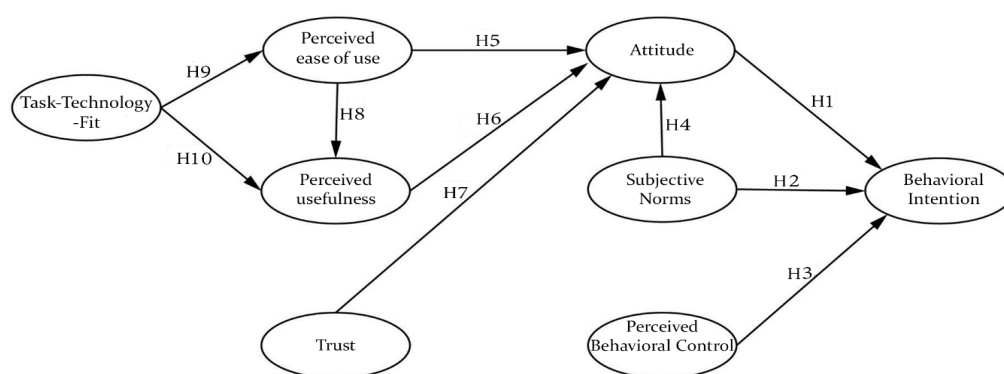 Perceived
ease of use
H5
Attitude
H9
H1
Task-Technology
-Fit
H8
H6
H4
H10
Perceived
usefulness
H7
Subjective
Norms
H2
Behavioral
Intention
H3
Trust
Perceived
Behavioral Control